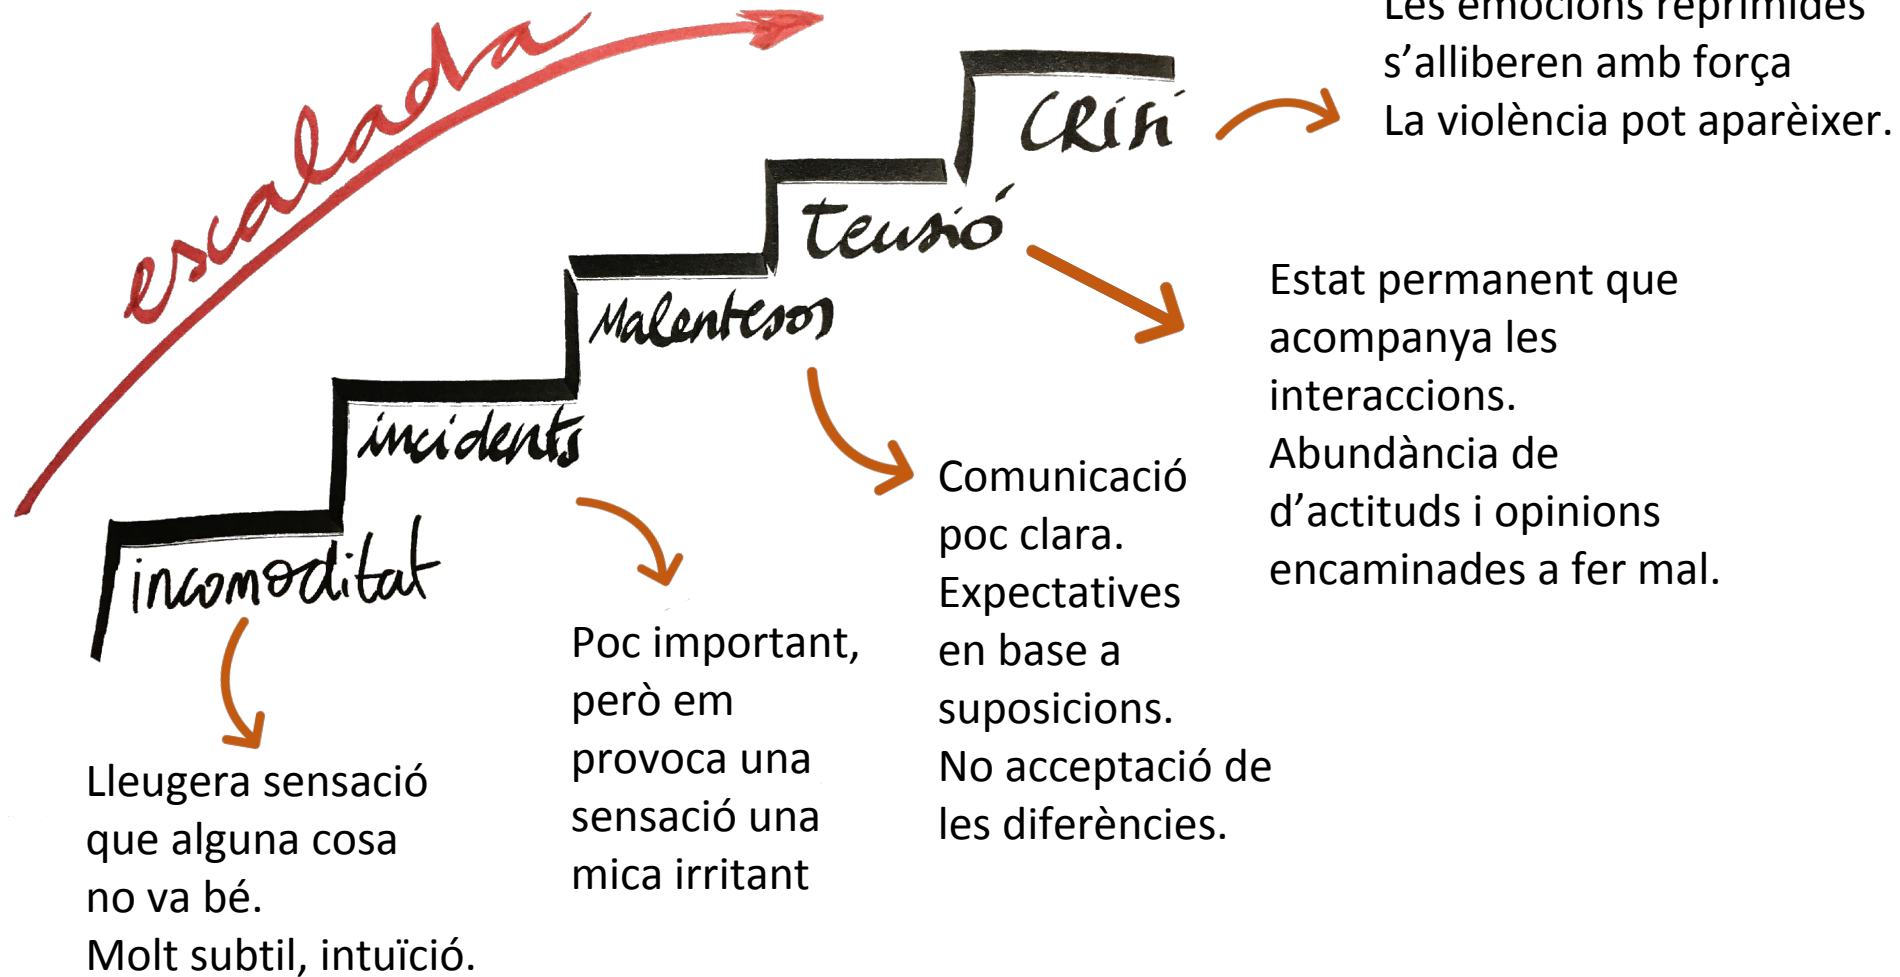 escalada
Les emocions reprimides
s’alliberen amb força
La violència pot aparèixer.
CRISI
tensió
Estat permanent que
acompanya les
interaccions.
Abundància de
d’actituds i opinions
encaminades a fer mal.
Malentesos
Comunicació
poc clara.
Expectatives
en base a
suposicions.
No acceptació de
les diferències.
incidents
Poc important,
però em
provoca una
sensació una
mica irritant
incomoditat
Lleugera sensació
que alguna cosa
no va bé.
Molt subtil, intuïció.